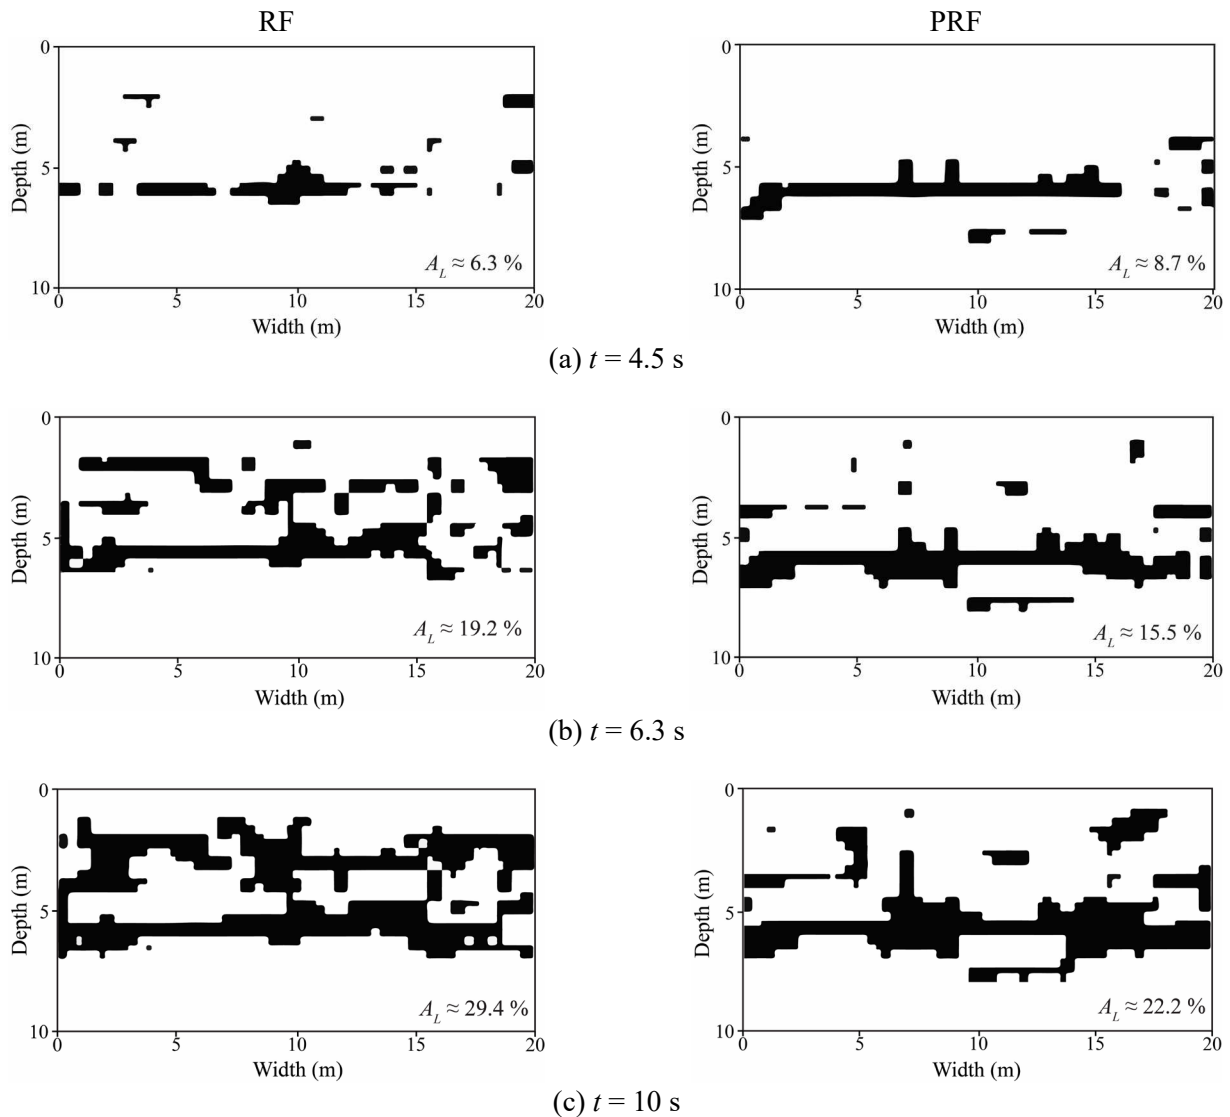 RF
PRF
0
5
10
Depth (m)
A_L ≈ 6.3 %
0 5 10 15 20
Width (m)
0
5
10
Depth (m)
A_L ≈ 8.7 %
0 5 10 15 20
Width (m)
(a) t = 4.5 s
0
5
10
Depth (m)
A_L ≈ 19.2 %
0 5 10 15 20
Width (m)
0
5
10
Depth (m)
A_L ≈ 15.5 %
0 5 10 15 20
Width (m)
(b) t = 6.3 s
0
5
10
Depth (m)
A_L ≈ 29.4 %
0 5 10 15 20
Width (m)
0
5
10
Depth (m)
A_L ≈ 22.2 %
0 5 10 15 20
Width (m)
(c) t = 10 s